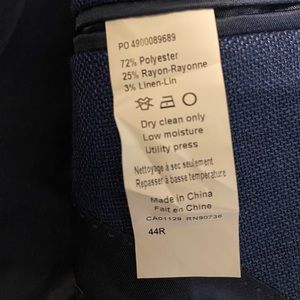 PO 4900089689
72% Polyester
25% Rayon-Rayonne
3% Linen-Lin
Dry clean only
Low moisture
Utility press
Nettoyage à sec seulement
Repasser à basse température
Made in China
Fait en Chine
CA01129 RN90736
44R